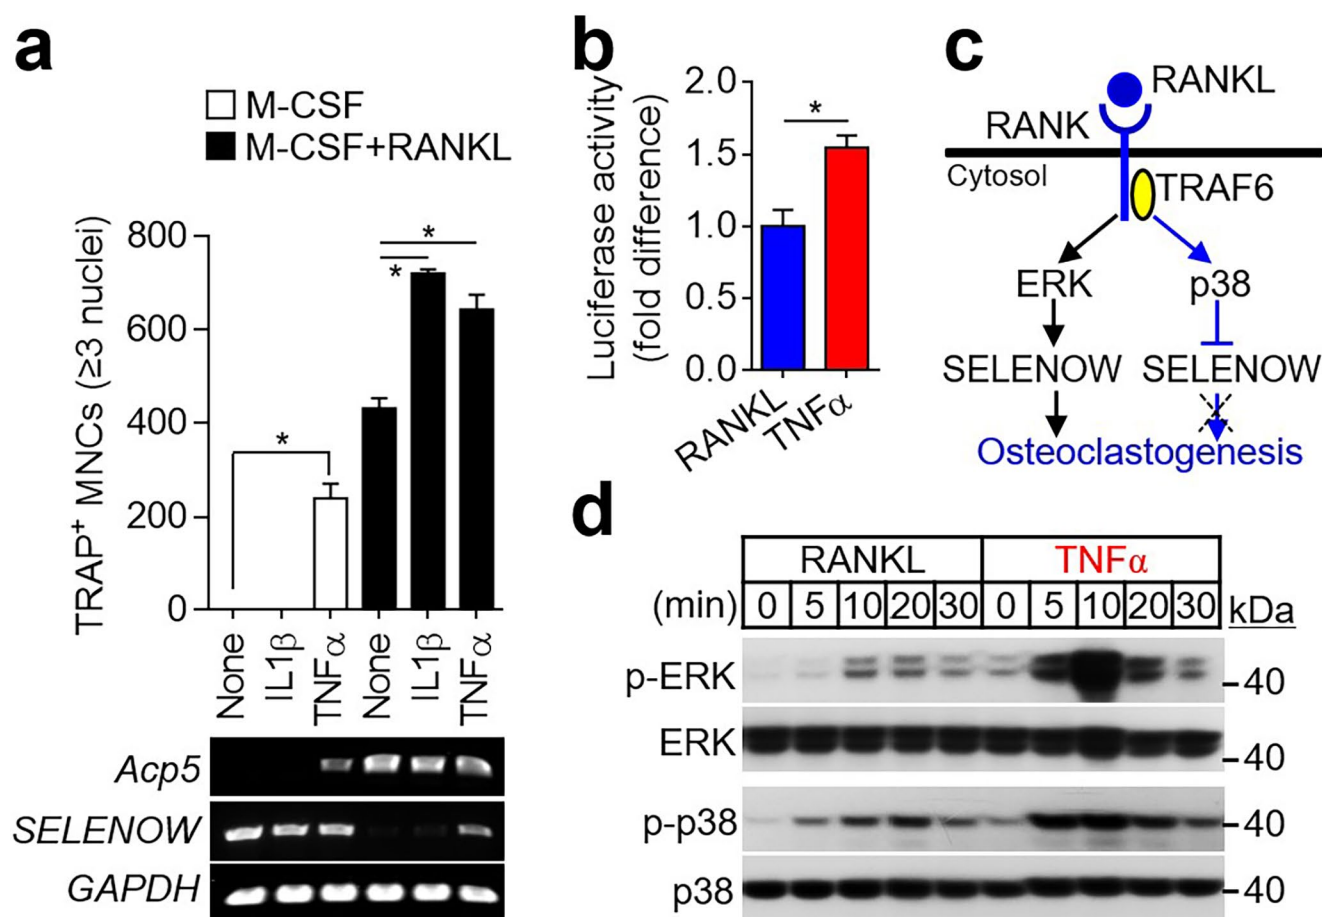 a
M-CSF
M-CSF+RANKL
TRAP⁺ MNCs (≥3 nuclei)
800
600
400
200
0
*
*
*
None
IL1β
TNFα
None
IL1β
TNFα
Acp5
SELENOW
GAPDH
b
Luciferase activity
(fold difference)
2.0
1.5
1.0
0.5
0.0
*
RANKL
TNFα
c
RANKL
RANK
Cytosol
TRAF6
ERK
p38
SELENOW
SELENOW
Osteoclastogenesis
d
RANKL
TNFα
(min) 0 5 10 20 30 0 5 10 20 30 kDa
p-ERK
40
ERK
40
p-p38
40
p38
40